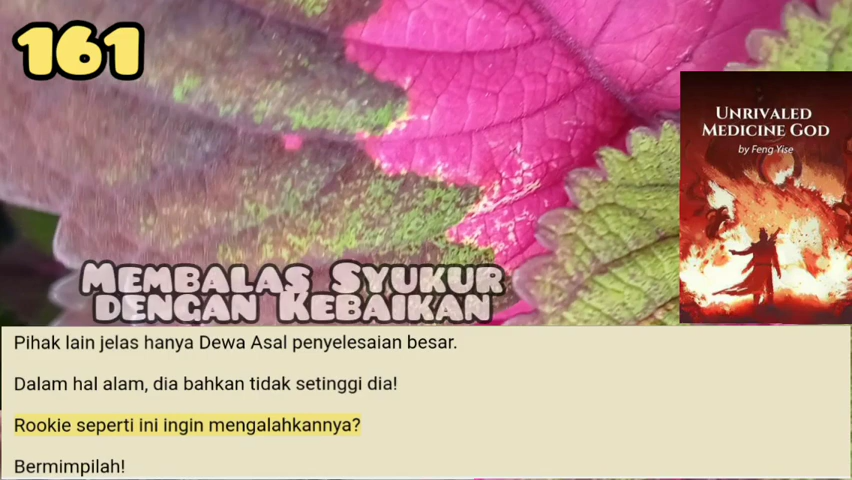 161
UNRIVALED
MEDICINE GOD
by Feng Yise
MEMBALAS SYUKUR
DENGAN KEBAIKAN
Pihak lain jelas hanya Dewa Asal penyelesaian besar.
Dalam hal alam, dia bahkan tidak setinggi dia!
Rookie seperti ini ingin mengalahkannya?
Bermimpilah!